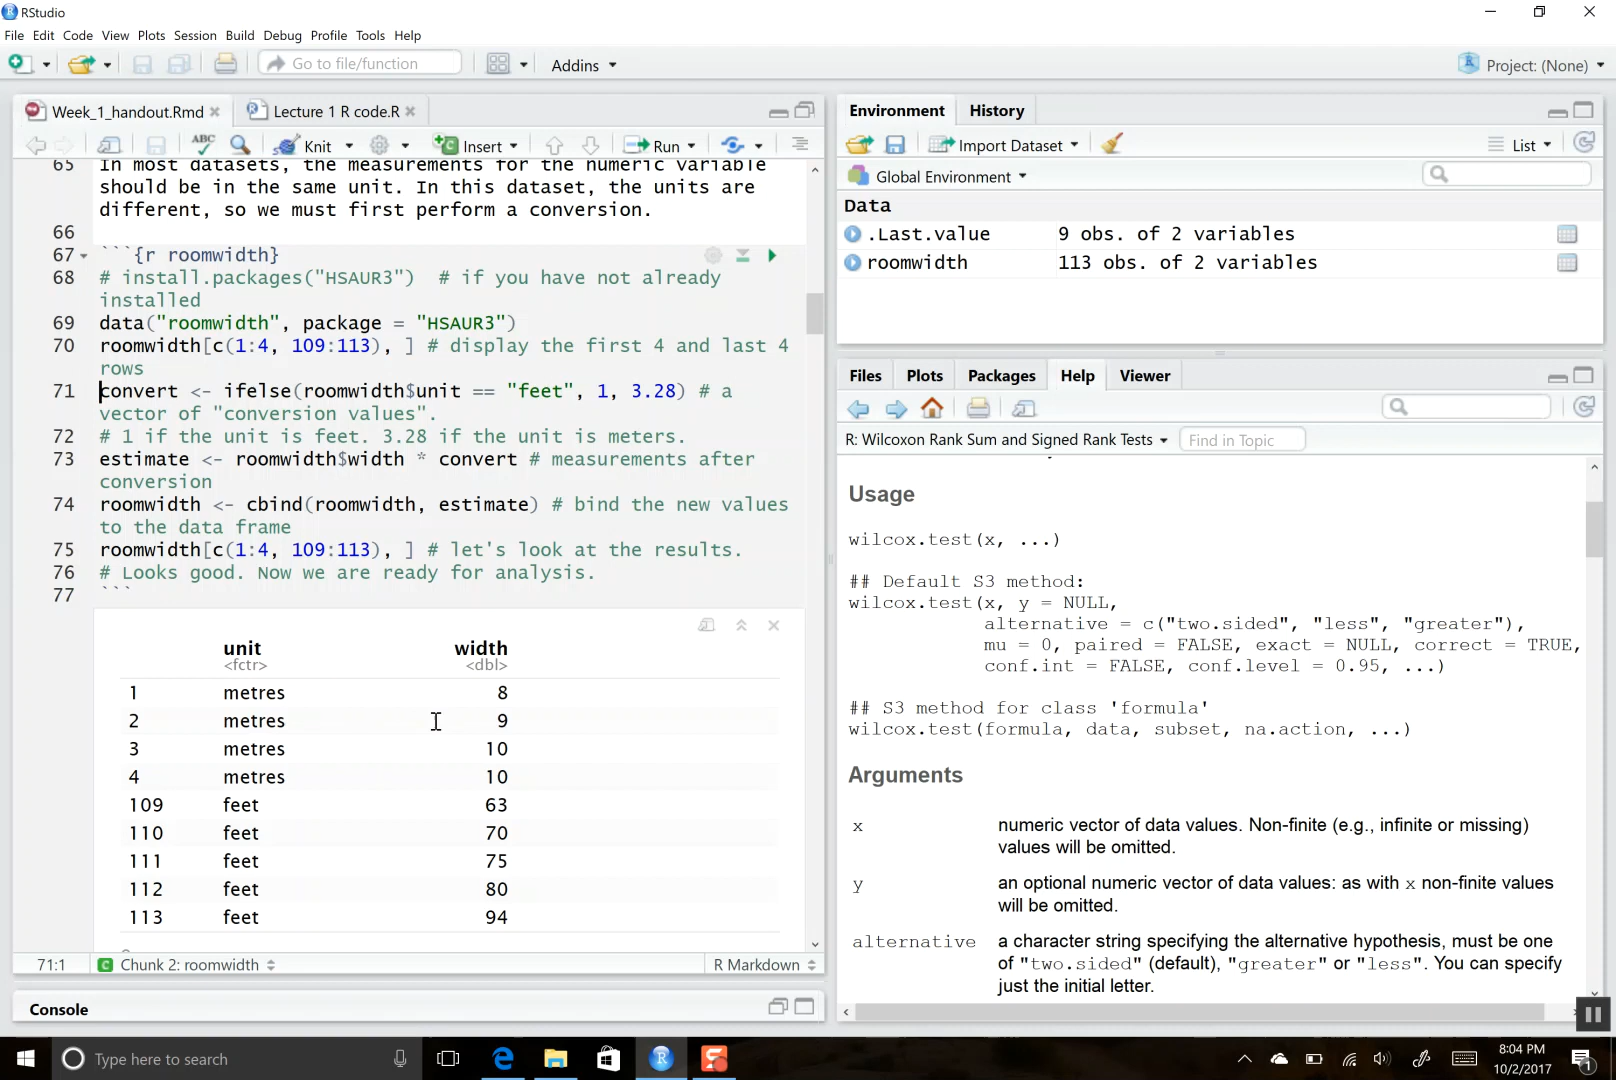 RStudio
File Edit Code View Plots Session Build Debug Profile Tools Help
Go to file/function
Addins
Project: (None)
Week_1_handout.Rmd
Lecture 1 R code.R
ABC
Knit
Insert
Run
65 In most datasets, the measurements for the numeric variable
should be in the same unit. In this dataset, the units are
different, so we must first perform a conversion.
66
67 ```{r roomwidth}
68 # install.packages("HSAUR3")  # if you have not already
installed
69 data("roomwidth", package = "HSAUR3")
70 roomwidth[c(1:4, 109:113), ] # display the first 4 and last 4
rows
71 convert <- ifelse(roomwidth$unit == "feet", 1, 3.28) # a
vector of "conversion values".
72 # 1 if the unit is feet. 3.28 if the unit is meters.
73 estimate <- roomwidth$width * convert # measurements after
conversion
74 roomwidth <- cbind(roomwidth, estimate) # bind the new values
to the data frame
75 roomwidth[c(1:4, 109:113), ] # let's look at the results.
76 # Looks good. Now we are ready for analysis.
77 ```
unit width
<fctr> <dbl>
1 metres 8
2 metres 9
3 metres 10
4 metres 10
109 feet 63
110 feet 70
111 feet 75
112 feet 80
113 feet 94
71:1 C Chunk 2: roomwidth R Markdown
Console
Environment History
Import Dataset
List
Global Environment
Data
.Last.value 9 obs. of 2 variables
roomwidth 113 obs. of 2 variables
Files Plots Packages Help Viewer
R: Wilcoxon Rank Sum and Signed Rank Tests
Find in Topic
Usage
wilcox.test(x, ...)
## Default S3 method:
wilcox.test(x, y = NULL,
alternative = c("two.sided", "less", "greater"),
mu = 0, paired = FALSE, exact = NULL, correct = TRUE,
conf.int = FALSE, conf.level = 0.95, ...)
## S3 method for class 'formula'
wilcox.test(formula, data, subset, na.action, ...)
Arguments
x numeric vector of data values. Non-finite (e.g., infinite or missing)
values will be omitted.
y an optional numeric vector of data values: as with x non-finite values
will be omitted.
alternative a character string specifying the alternative hypothesis, must be one
of "two.sided" (default), "greater" or "less". You can specify
just the initial letter.
Type here to search
8:04 PM
10/2/2017
1